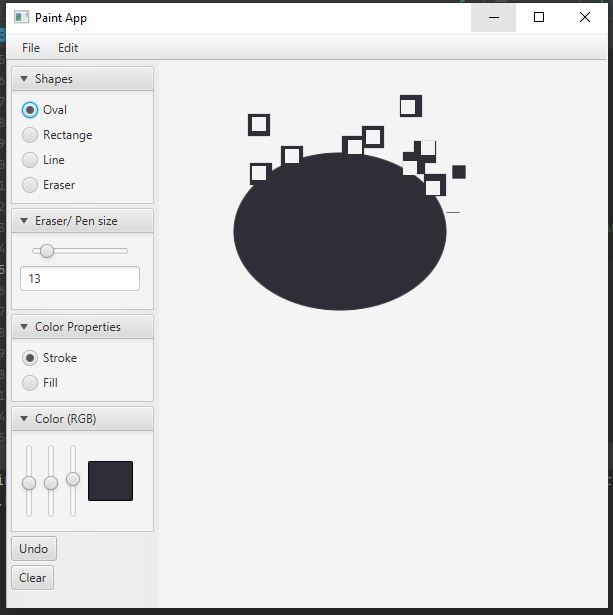 Paint App
File Edit
Shapes
Oval
Rectange
Line
Eraser
Eraser/ Pen size
13
Color Properties
Stroke
Fill
Color (RGB)
Undo
Clear